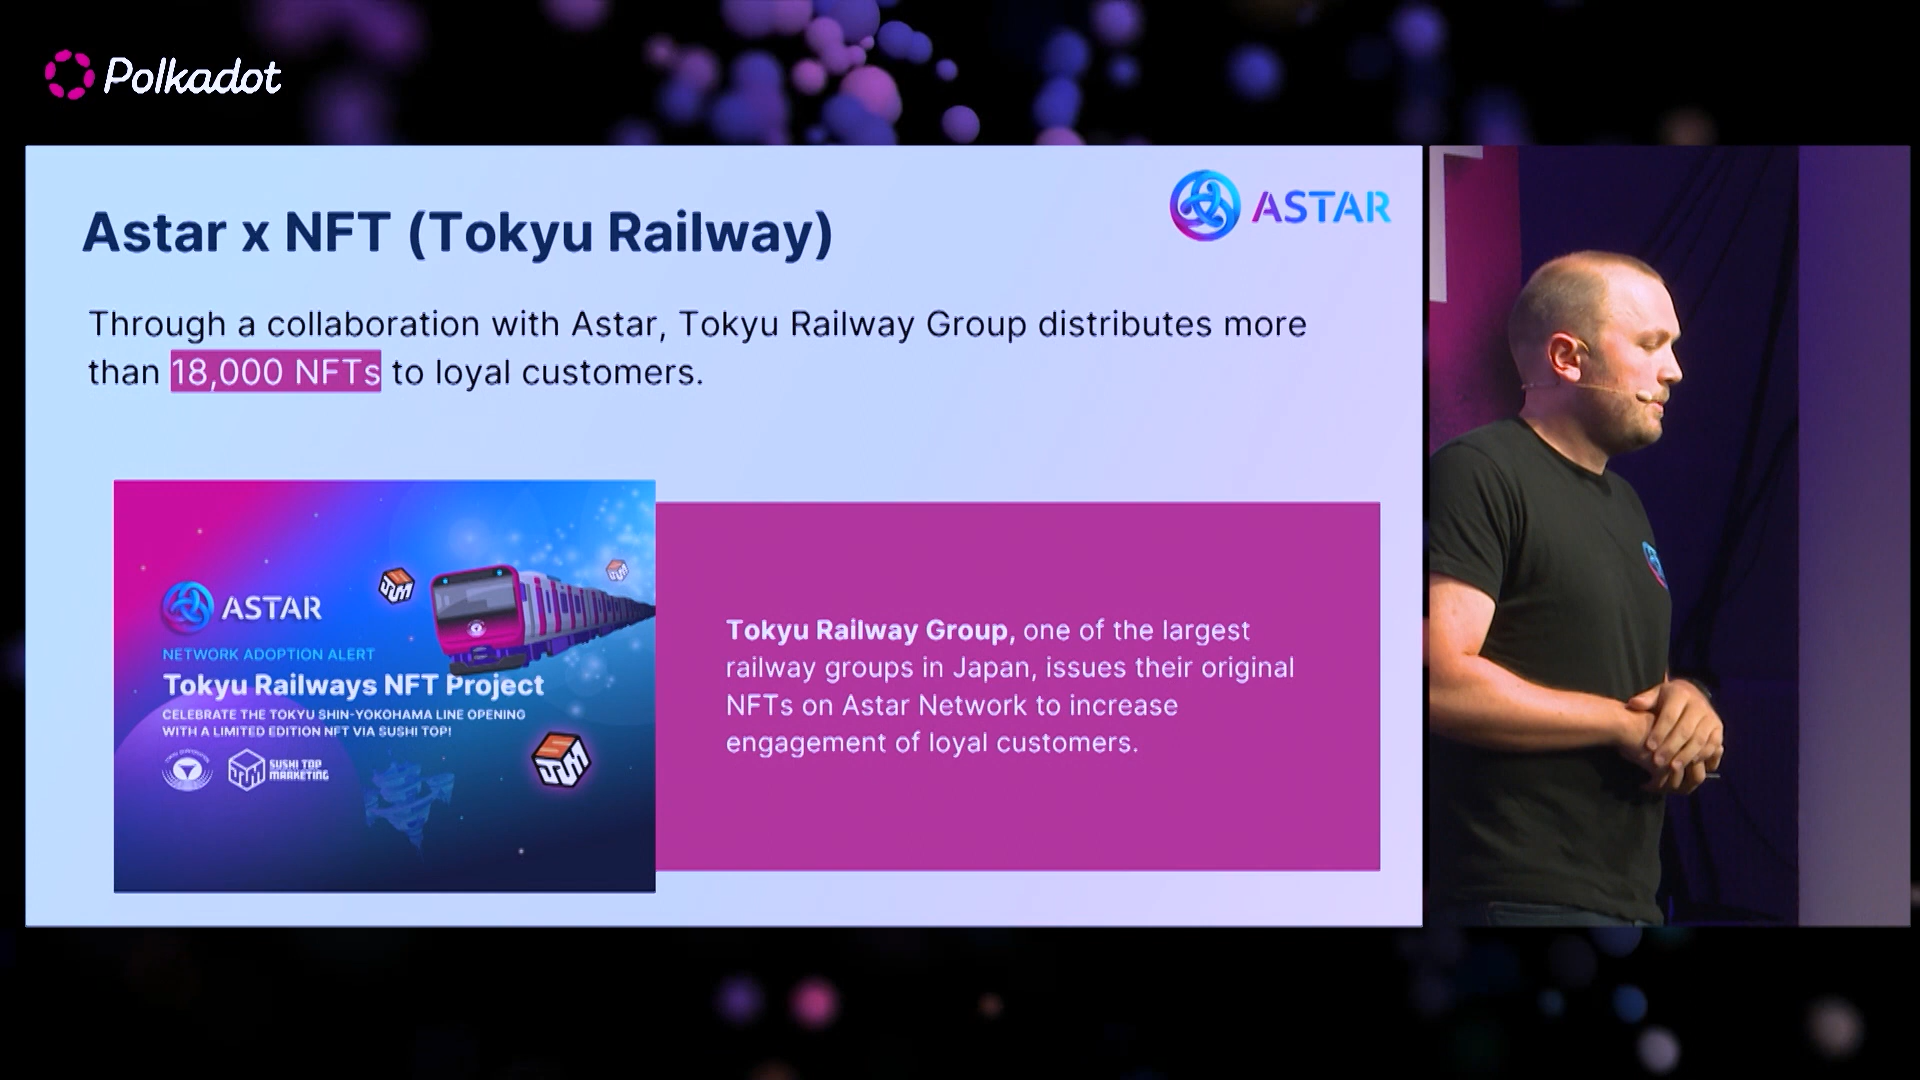 Polkadot
ASTAR
Astar x NFT (Tokyu Railway)
Through a collaboration with Astar, Tokyu Railway Group distributes more
than 18,000 NFTs to loyal customers.
ASTAR
NETWORK ADOPTION ALERT
Tokyu Railways NFT Project
CELEBRATE THE TOKYU SHIN-YOKOHAMA LINE OPENING
WITH A LIMITED EDITION NFT VIA SUSHI TOP!
SUSHI TOP
MARKETING
Tokyu Railway Group, one of the largest
railway groups in Japan, issues their original
NFTs on Astar Network to increase
engagement of loyal customers.